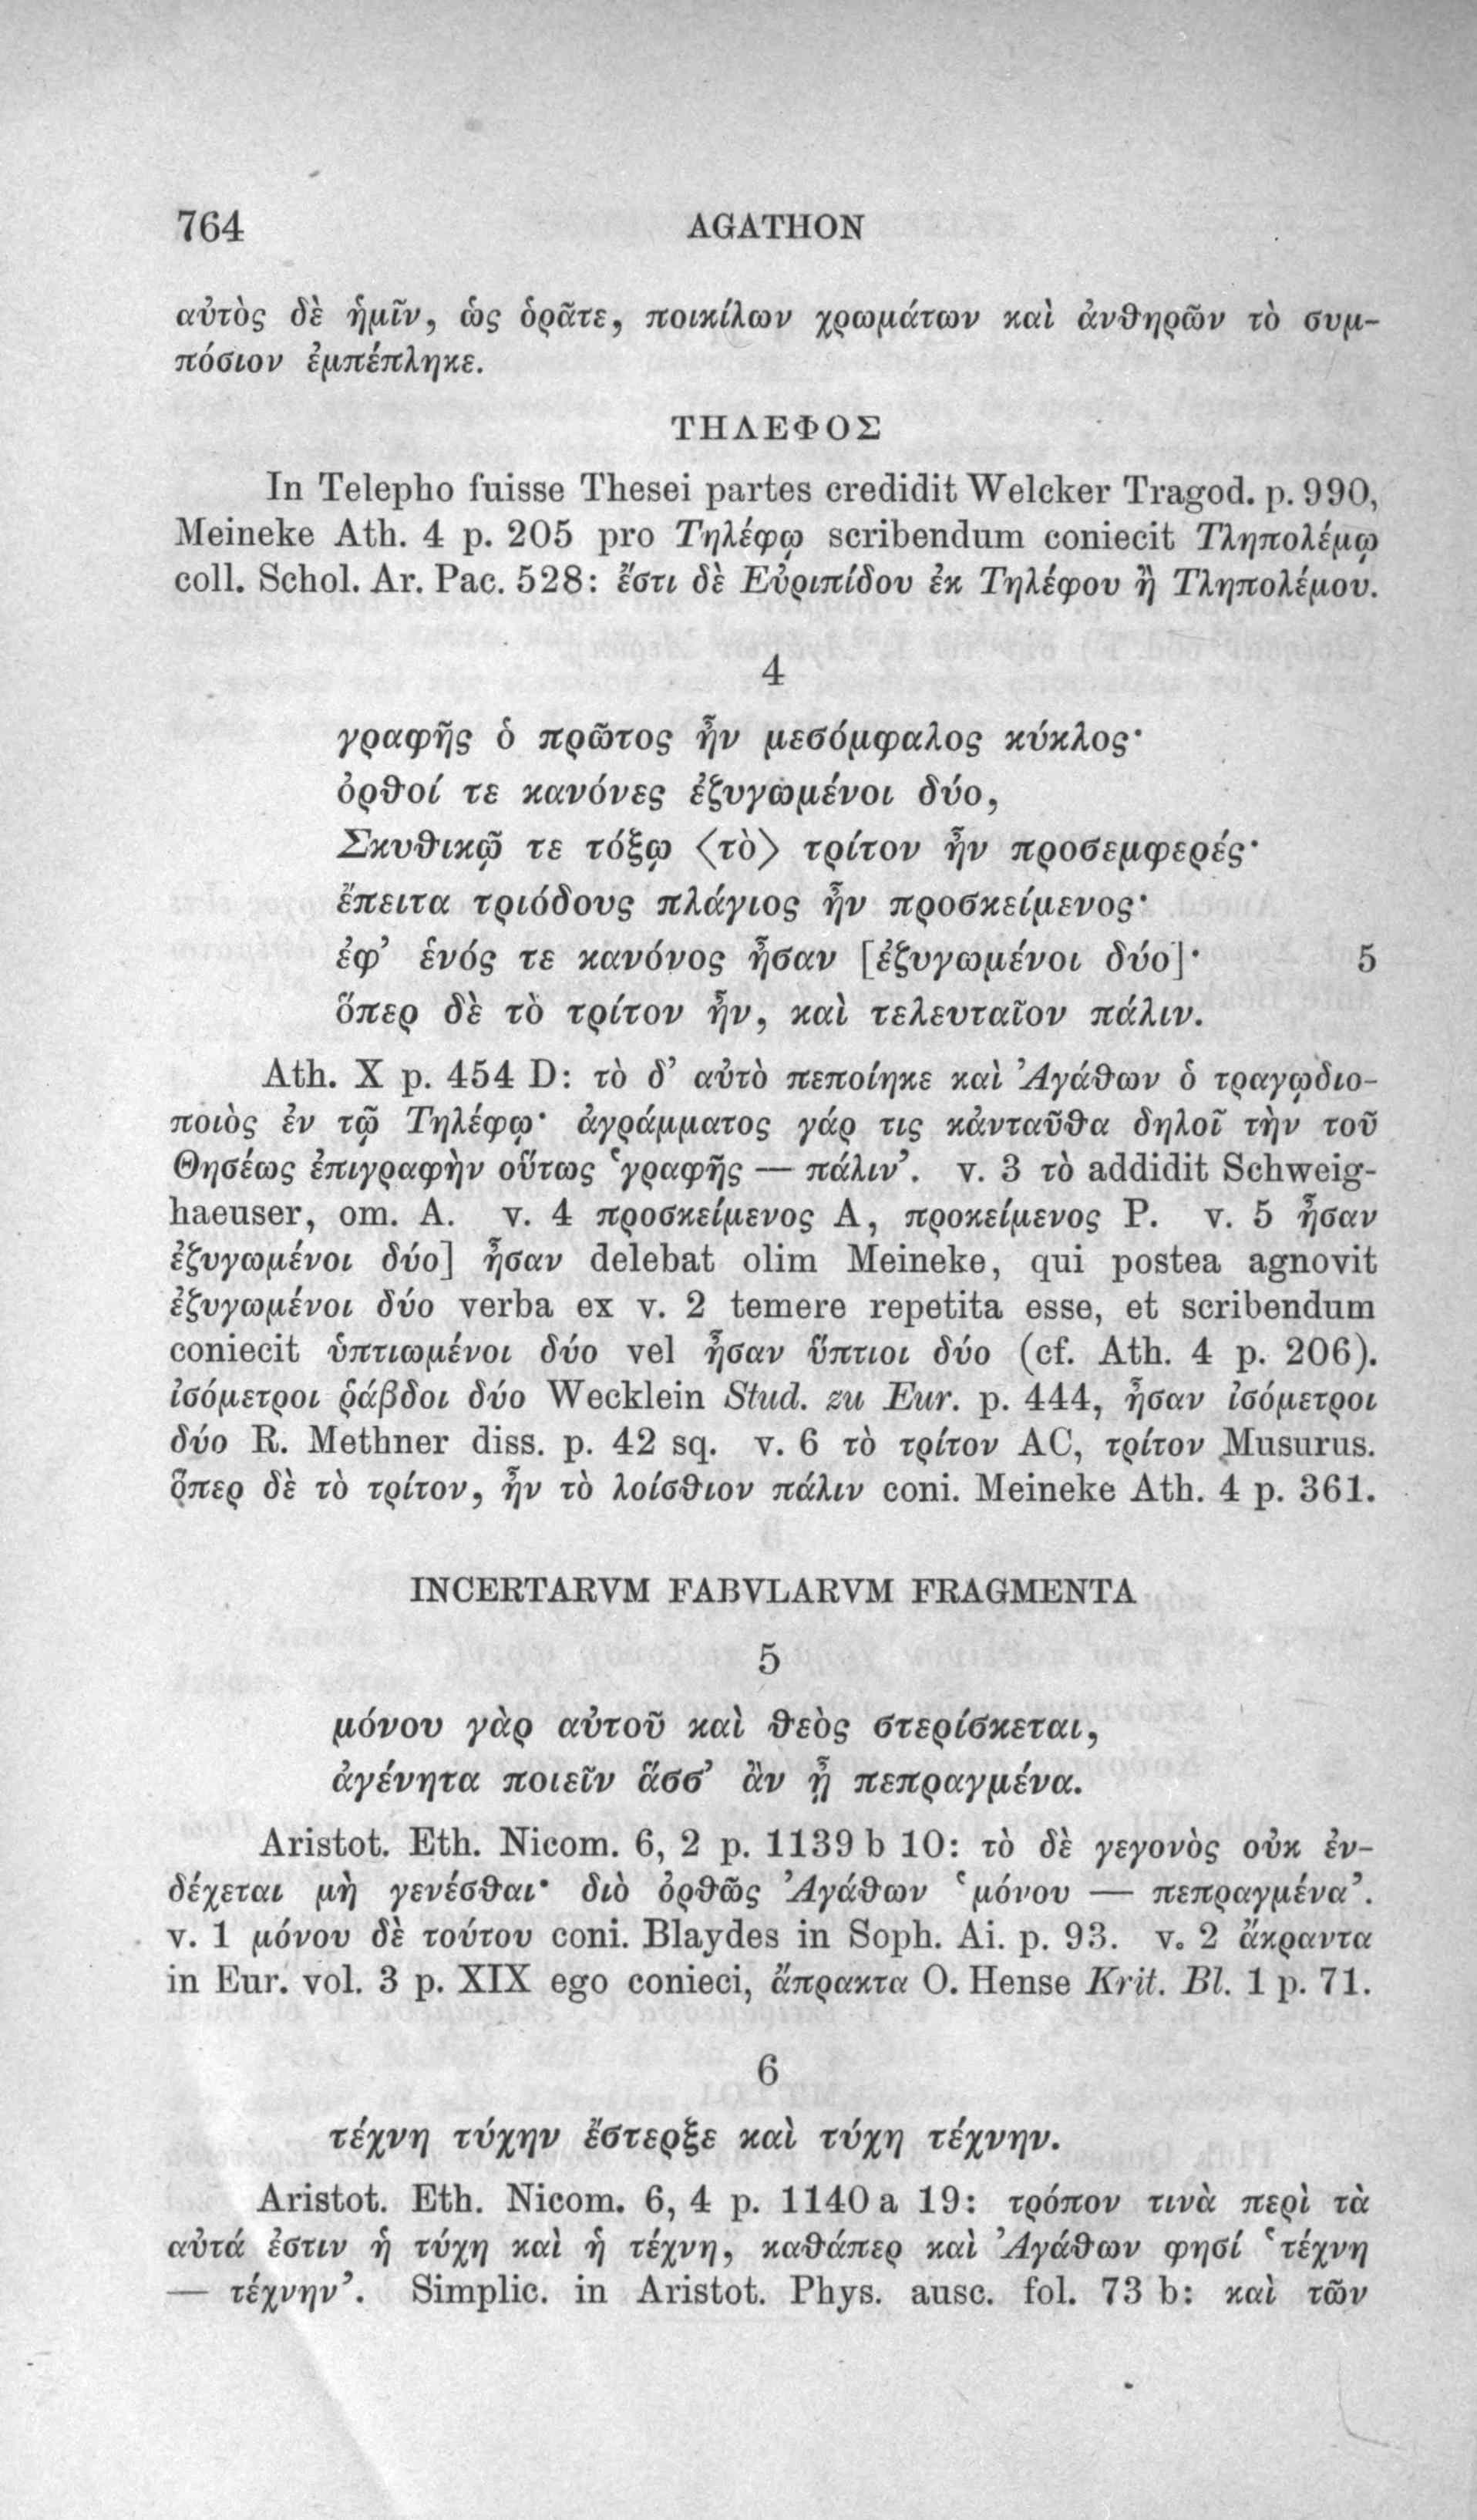 764 AGATHON
αὐτὸς δὲ ἡμῖν, ὡς ὁρᾶτε, ποικίλων χρωμάτων καὶ ἀνθηρῶν τὸ συμ-
πόσιον ἐμπέπληκε.
ΤΗΛΕΦΟΣ
In Telepho fuisse Thesei partes credidit Welcker Tragod. p. 990,
Meineke Ath. 4 p. 205 pro Τηλέφῳ scribendum coniecit Τληπολέμῳ
coll. Schol. Ar. Pac. 528: ἔστι δὲ Εὐριπίδου ἐκ Τηλέφου ἢ Τληπολέμου.
4
γραφῆς ὁ πρῶτος ἦν μεσόμφαλος κύκλος·
ὀρθοί τε κανόνες ἐζυγωμένοι δύο,
Σκυθικῷ τε τόξῳ ⟨τὸ⟩ τρίτον ἦν προσεμφερές·
ἔπειτα τριόδους πλάγιος ἦν προσκείμενος·
ἐφ’ ἑνός τε κανόνος ἦσαν [ἐζυγωμένοι δύο]· 5
ὅπερ δὲ τὸ τρίτον ἦν, καὶ τελευταῖον πάλιν.
Ath. X p. 454 D: τὸ δ’ αὐτὸ πεποίηκε καὶ Ἀγάθων ὁ τραγῳδιο-
ποιὸς ἐν τῷ Τηλέφῳ· ἀγράμματος γάρ τις κἀνταῦθα δηλοῖ τὴν τοῦ
Θησέως ἐπιγραφὴν οὕτως ‘γραφῆς — πάλιν’. v. 3 τὸ addidit Schweig-
haeuser, om. A. v. 4 προσκείμενος A, προκείμενος P. v. 5 ἦσαν
ἐζυγωμένοι δύο] ἦσαν delebat olim Meineke, qui postea agnovit
ἐζυγωμένοι δύο verba ex v. 2 temere repetita esse, et scribendum
coniecit ὑπτιωμένοι δύο vel ἦσαν ὕπτιοι δύο (cf. Ath. 4 p. 206).
ἰσόμετροι ῥάβδοι δύο Wecklein Stud. zu Eur. p. 444, ἦσαν ἰσόμετροι
δύο R. Methner diss. p. 42 sq. v. 6 τὸ τρίτον AC, τρίτον Musurus.
ὅπερ δὲ τὸ τρίτον, ἦν τὸ λοίσθιον πάλιν coni. Meineke Ath. 4 p. 361.
INCERTARVM FABVLARVM FRAGMENTA
5
μόνου γὰρ αὐτοῦ καὶ θεὸς στερίσκεται,
ἀγένητα ποιεῖν ἅσσ’ ἂν ᾖ πεπραγμένα.
Aristot. Eth. Nicom. 6, 2 p. 1139 b 10: τὸ δὲ γεγονὸς οὐκ ἐν-
δέχεται μὴ γενέσθαι· διὸ ὀρθῶς Ἀγάθων ‘μόνου — πεπραγμένα’.
v. 1 μόνου δὲ τούτου coni. Blaydes in Soph. Ai. p. 93. v. 2 ἄκραντα
in Eur. vol. 3 p. XIX ego conieci, ἄπρακτα O. Hense Krit. Bl. 1 p. 71.
6
τέχνη τύχην ἔστερξε καὶ τύχη τέχνην.
Aristot. Eth. Nicom. 6, 4 p. 1140 a 19: τρόπον τινὰ περὶ τὰ
αὐτά ἐστιν ἡ τύχη καὶ ἡ τέχνη, καθάπερ καὶ Ἀγάθων φησί ‘τέχνη
— τέχνην’. Simplic. in Aristot. Phys. ausc. fol. 73 b: καὶ τῶν